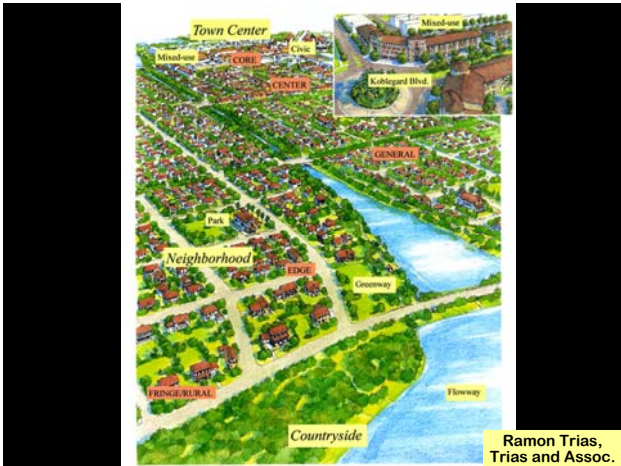 Town Center
Mixed-use
Civic
Mixed-use
CORE
Koblegard Blvd.
CENTER
GENERAL
Park
Neighborhood
EDGE
Greenway
FRINGE/RURAL
Flowway
Countryside
Ramon Trias,
Trias and Assoc.